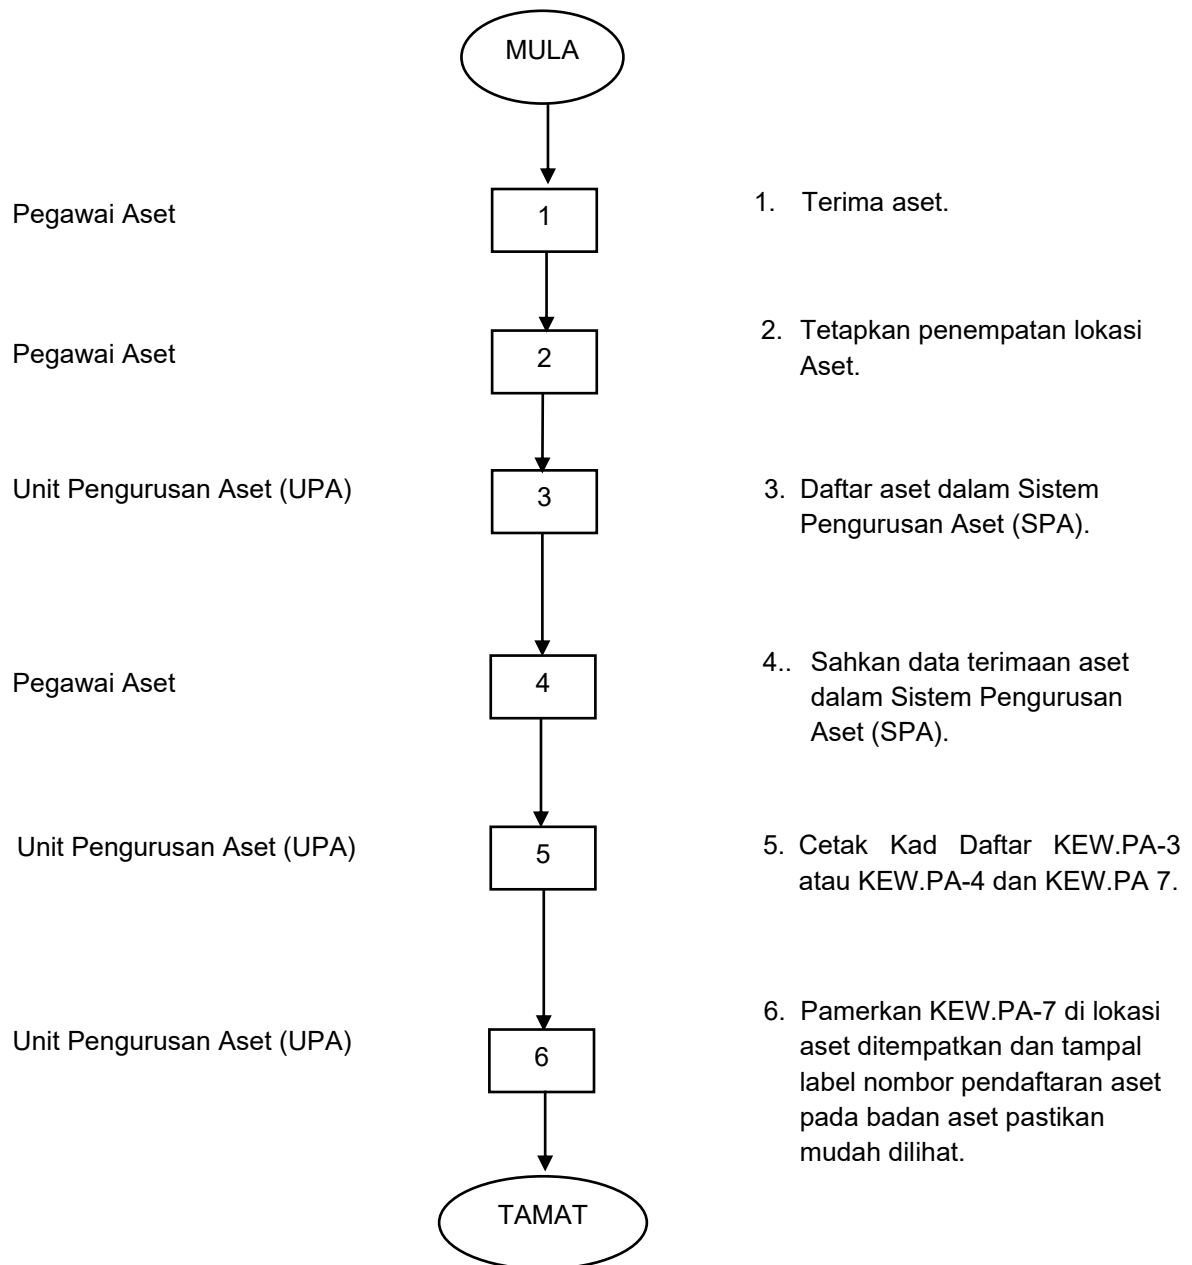 MULA
Pegawai Aset
1
1. Terima aset.
Pegawai Aset
2
2. Tetapkan penempatan lokasi
Aset.
Unit Pengurusan Aset (UPA)
3
3. Daftar aset dalam Sistem
Pengurusan Aset (SPA).
Pegawai Aset
4
4.. Sahkan data terimaan aset
dalam Sistem Pengurusan
Aset (SPA).
Unit Pengurusan Aset (UPA)
5
5. Cetak Kad Daftar KEW.PA-3
atau KEW.PA-4 dan KEW.PA 7.
Unit Pengurusan Aset (UPA)
6
6. Pamerkan KEW.PA-7 di lokasi
aset ditempatkan dan tampal
label nombor pendaftaran aset
pada badan aset pastikan
mudah dilihat.
TAMAT